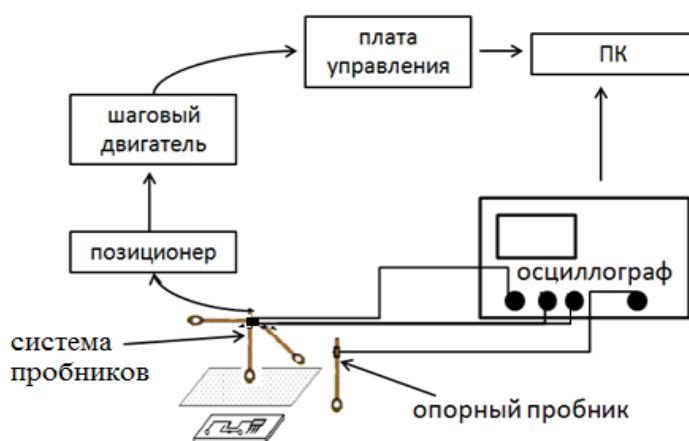 плата
управления
ПК
шаговый
двигатель
позиционер
осциллограф
система
пробников
опорный пробник